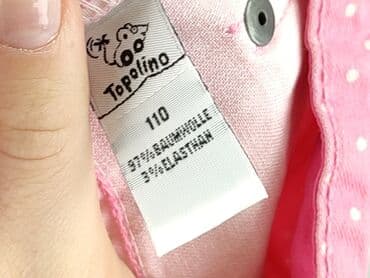 Topolino
110
97%BAUMWOLLE
3%ELASTHAN